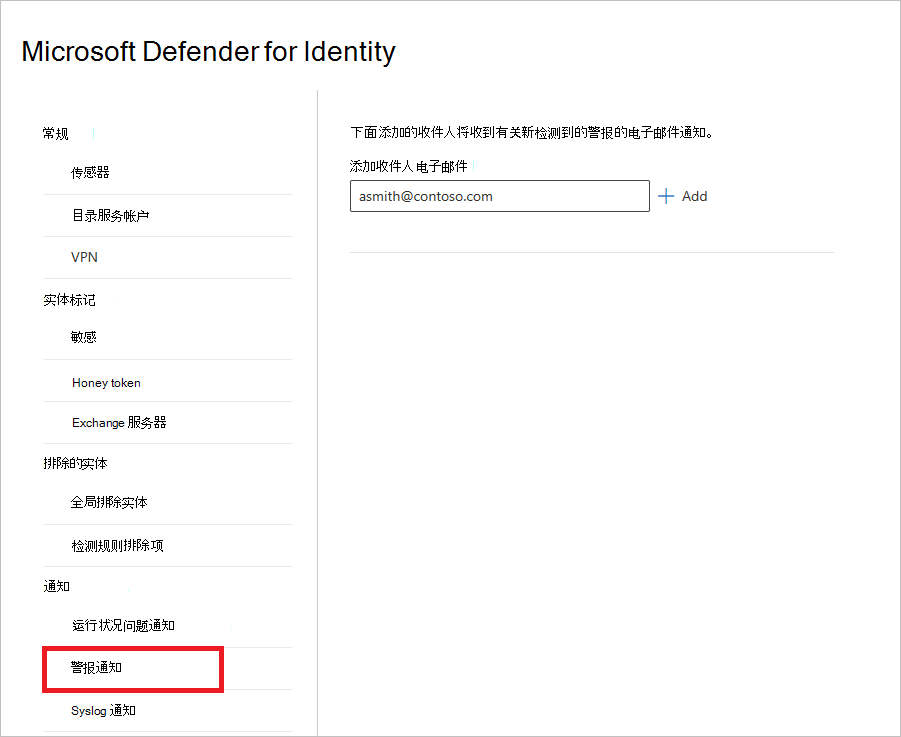 Microsoft Defender for Identity
常规
传感器
目录服务帐户
VPN
实体标记
敏感
Honey token
Exchange 服务器
排除的实体
全局排除实体
检测规则排除项
通知
运行状况问题通知
警报通知
Syslog 通知
下面添加的收件人将收到有关新检测到的警报的电子邮件通知。
添加收件人电子邮件
asmith@contoso.com
Add